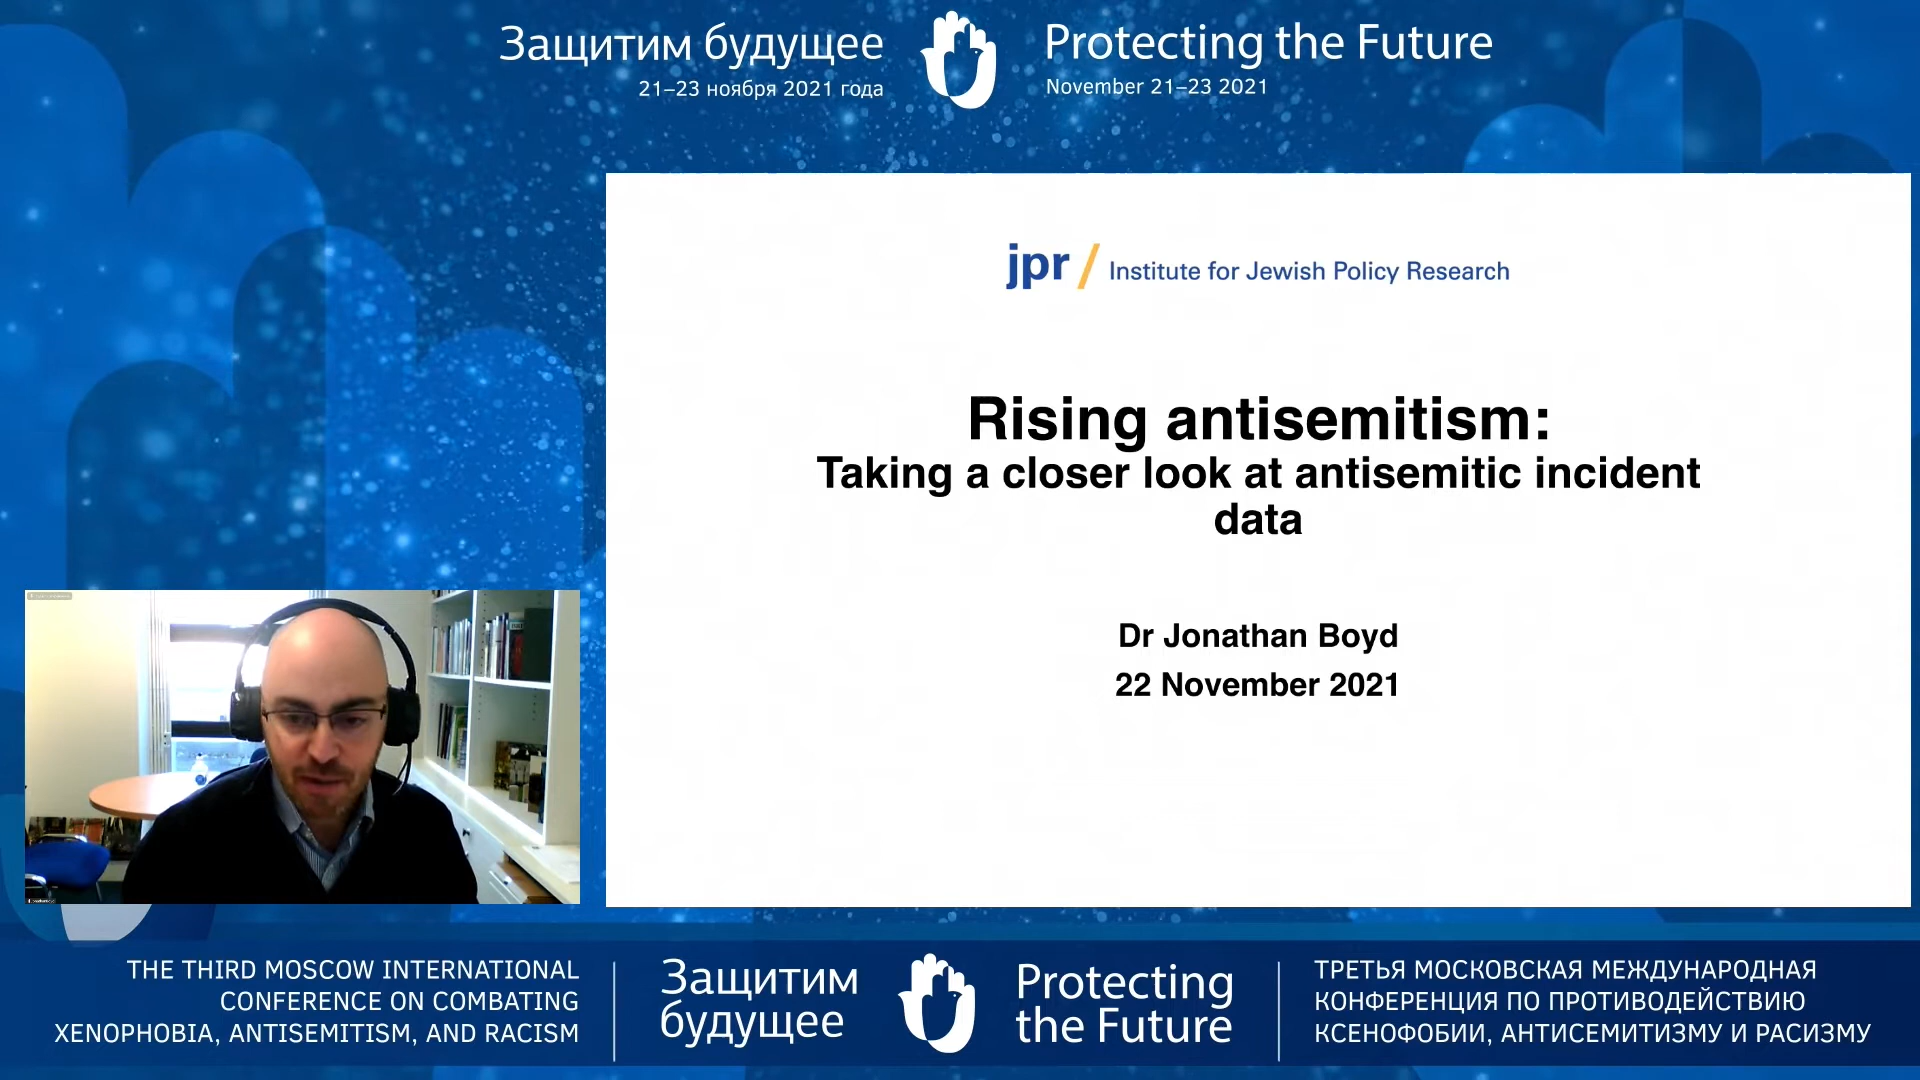 Защитим будущее
21–23 ноября 2021 года
Protecting the Future
November 21–23 2021
jpr / Institute for Jewish Policy Research
Rising antisemitism:
Taking a closer look at antisemitic incident
data
Dr Jonathan Boyd
22 November 2021
THE THIRD MOSCOW INTERNATIONAL
CONFERENCE ON COMBATING
XENOPHOBIA, ANTISEMITISM, AND RACISM
Защитим
будущее
Protecting
the Future
ТРЕТЬЯ МОСКОВСКАЯ МЕЖДУНАРОДНАЯ
КОНФЕРЕНЦИЯ ПО ПРОТИВОДЕЙСТВИЮ
КСЕНОФОБИИ, АНТИСЕМИТИЗМУ И РАСИЗМУ